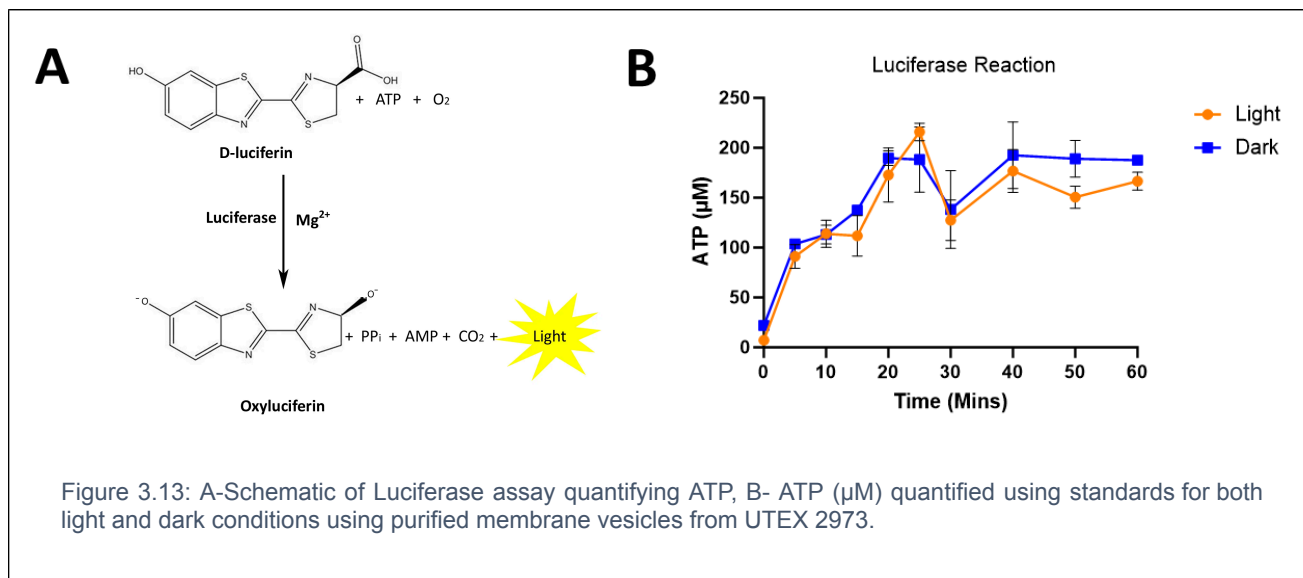 A
HO
S
N
N
S
O
OH
+ ATP + O₂
D-luciferin
Luciferase
Mg²⁺
⁻O
S
N
N
S
O⁻
+ PPi + AMP + CO₂ +
Light
Oxyluciferin
B
Luciferase Reaction
ATP (µM)
250
200
150
100
50
0
0 10 20 30 40 50 60
Time (Mins)
Light
Dark
Figure 3.13: A-Schematic of Luciferase assay quantifying ATP, B- ATP (µM) quantified using standards for both
light and dark conditions using purified membrane vesicles from UTEX 2973.